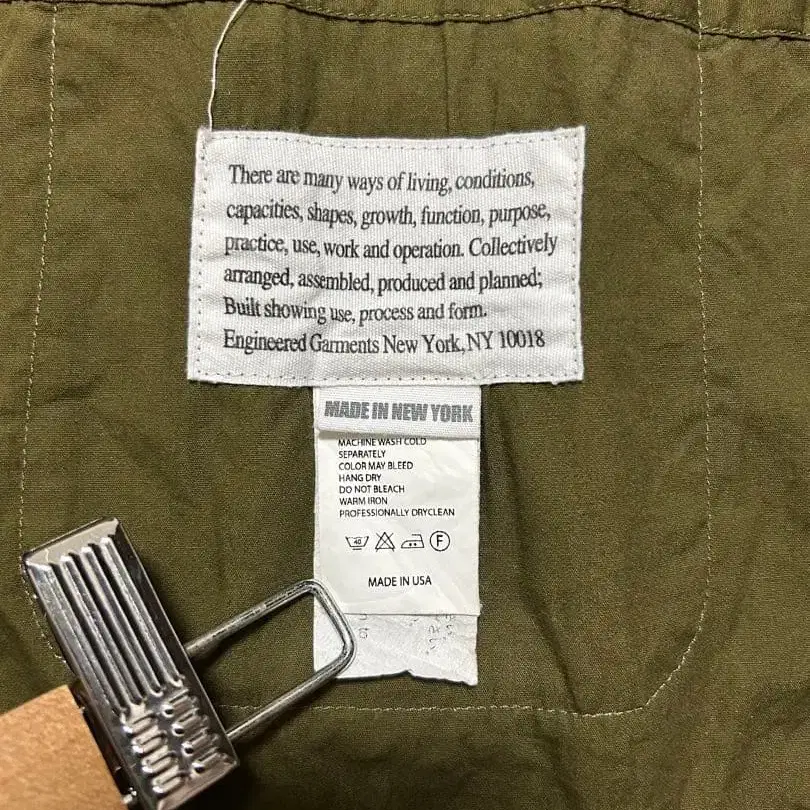 There are many ways of living, conditions,
capacities, shapes, growth, function, purpose,
practice, use, work and operation. Collectively
arranged, assembled, produced and planned;
Built showing use, process and form.
Engineered Garments New York, NY 10018
MADE IN NEW YORK
MACHINE WASH COLD
SEPARATELY
COLOR MAY BLEED
HANG DRY
DO NOT BLEACH
WARM IRON
PROFESSIONALLY DRYCLEAN
40 F
MADE IN USA